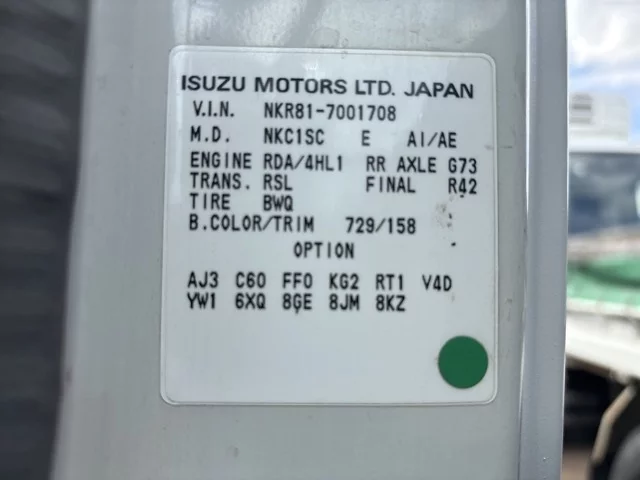 ISUZU MOTORS LTD. JAPAN
V.I.N. NKR81-7001708
M.D. NKC1SC E AI/AE
ENGINE RDA/4HL1 RR AXLE G73
TRANS. RSL FINAL R42
TIRE BWQ
B.COLOR/TRIM 729/158
OPTION
AJ3 C60 FF0 KG2 RT1 V4D
YW1 6XQ 8GE 8JM 8KZ